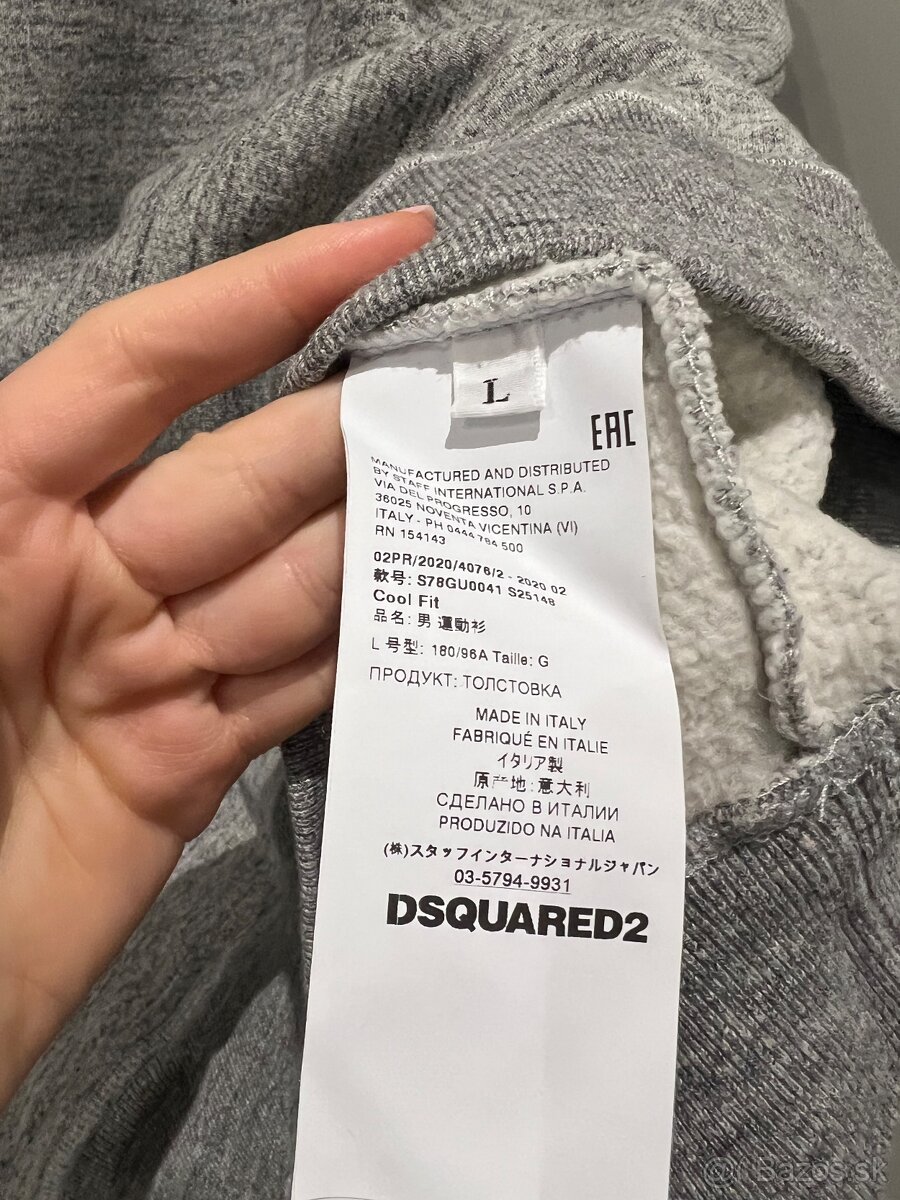 L
EAC
MANUFACTURED AND DISTRIBUTED
BY STAFF INTERNATIONAL S.P.A.
VIA DEL PROGRESSO, 10
36025 NOVENTA VICENTINA (VI)
ITALY - PH 0444 784 500
RN 154143
02PR/2020/4076/2 - 2020 02
款号: S78GU0041 S25148
Cool Fit
品名: 男 運動衫
L 号型: 180/96A Taille: G
ПРОДУКТ: ТОЛСТОВКА
MADE IN ITALY
FABRIQUÉ EN ITALIE
イタリア製
原产地: 意大利
СДЕЛАНО В ИТАЛИИ
PRODUZIDO NA ITALIA
(株)スタッフインターナショナルジャパン
03-5794-9931
DSQUARED2
Bazos.sk